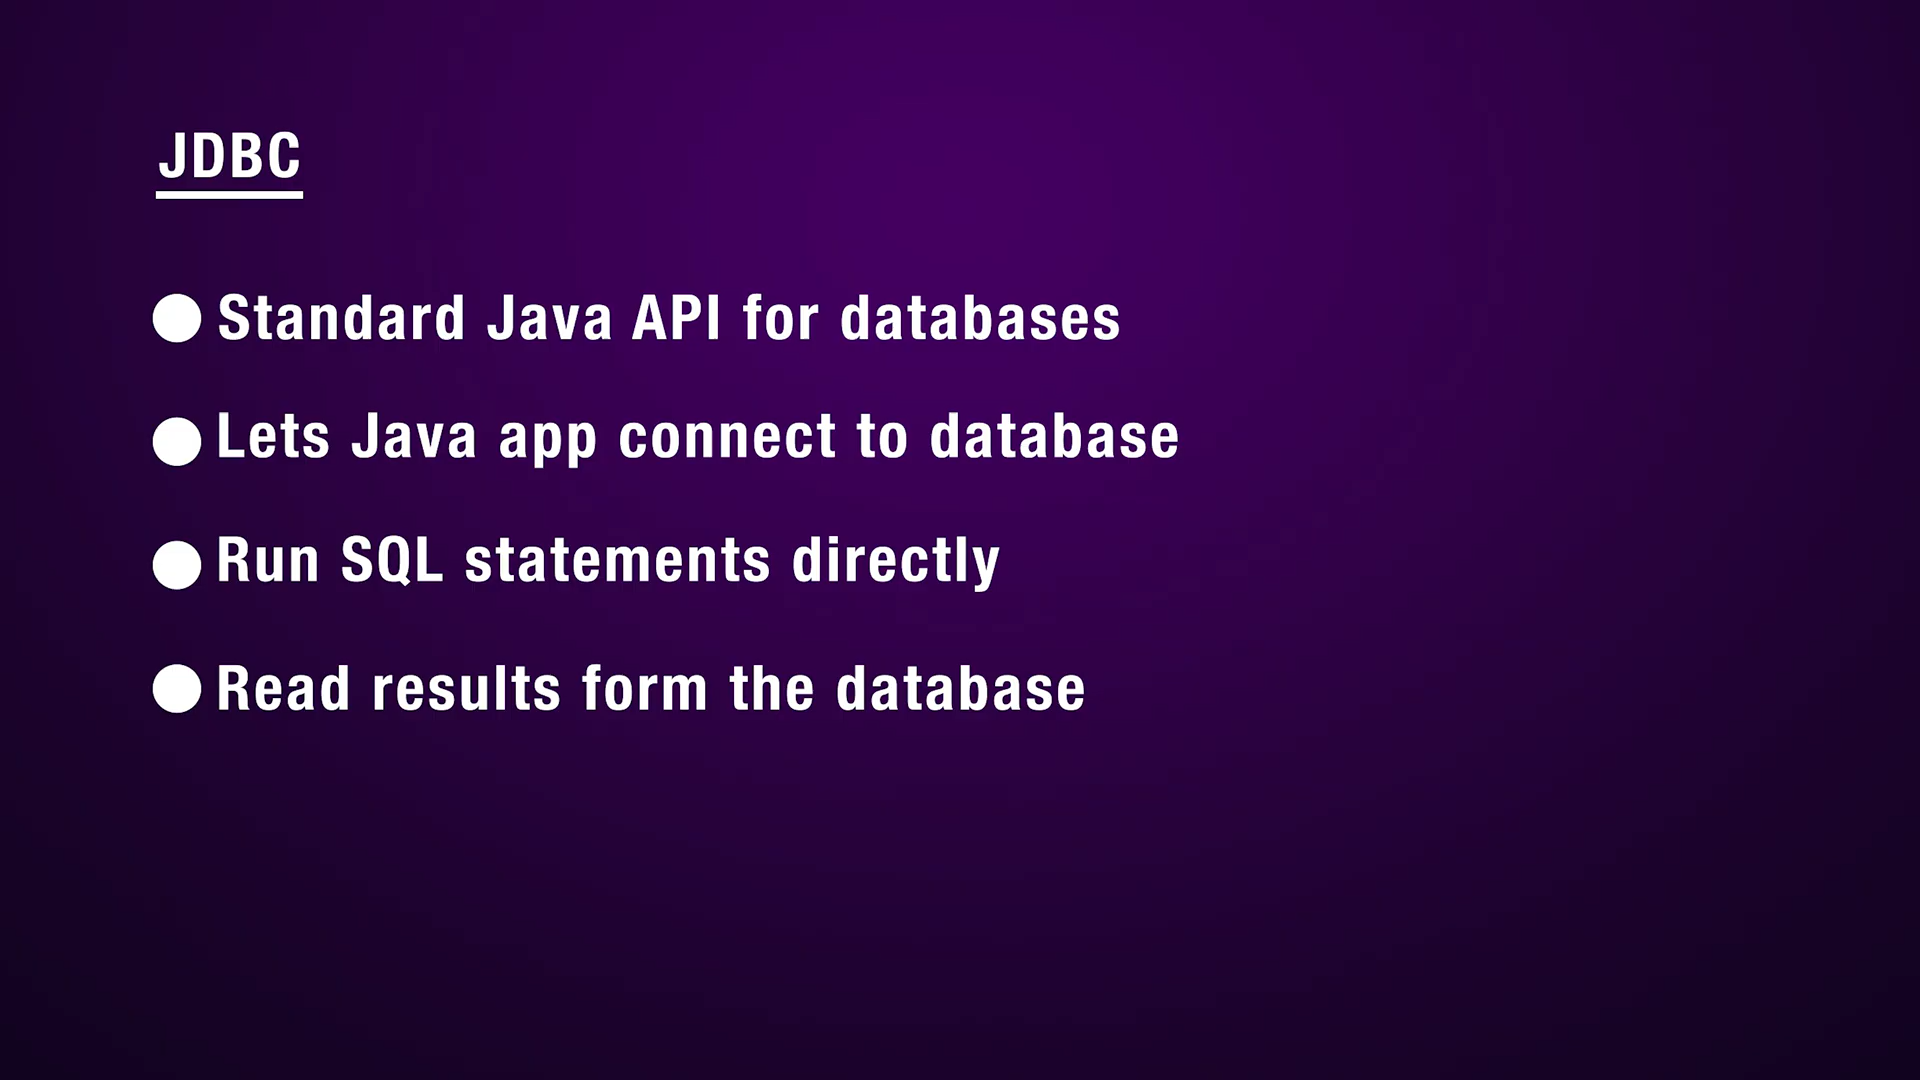 JDBC
Standard Java API for databases
Lets Java app connect to database
Run SQL statements directly
Read results form the database